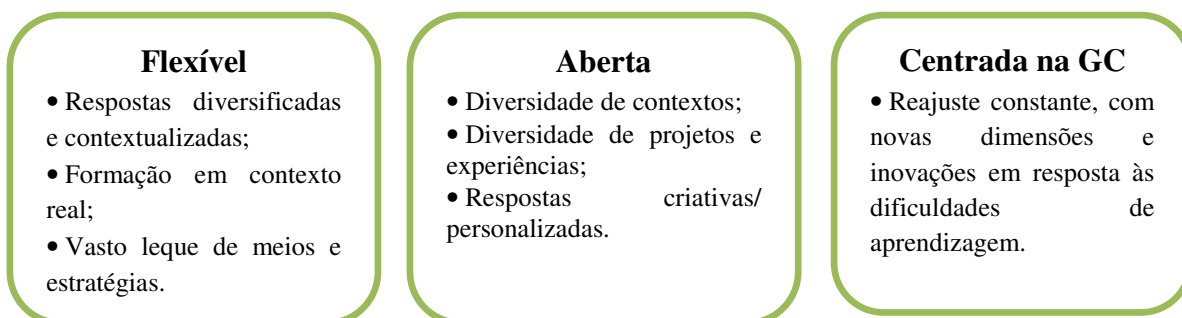 Flexível
• Respostas diversificadas
e contextualizadas;
• Formação em contexto
real;
• Vasto leque de meios e
estratégias.
Aberta
• Diversidade de contextos;
• Diversidade de projetos e
experiências;
• Respostas criativas/
personalizadas.
Centrada na GC
• Reajuste constante, com
novas dimensões e
inovações em resposta às
dificuldades de
aprendizagem.